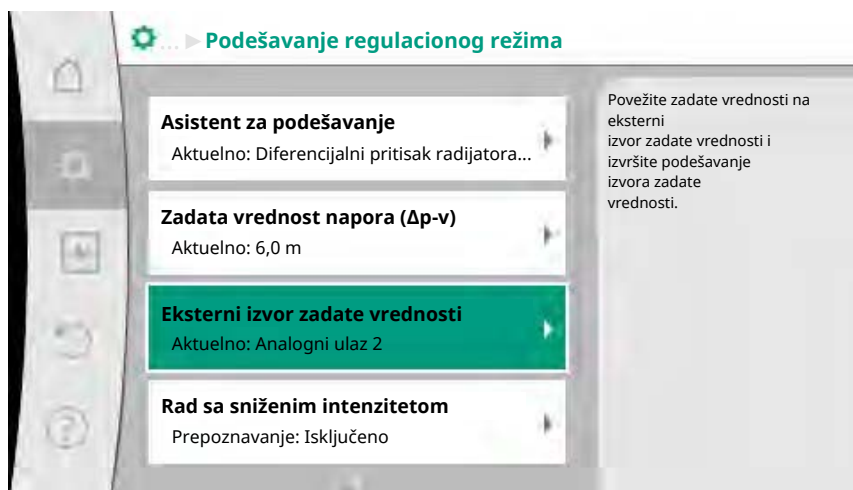 ... Podešavanje regulacionog režima
Asistent za podešavanje
Aktuelno: Diferencijalni pritisak radijatora...
Zadata vrednost napora (Δp-v)
Aktuelno: 6,0 m
Eksterni izvor zadate vrednosti
Aktuelno: Analogni ulaz 2
Rad sa sniženim intenzitetom
Prepoznavanje: Isključeno
Povežite zadate vrednosti na
eksterni
izvor zadate vrednosti i
izvršite podešavanje
izvora zadate
vrednosti.